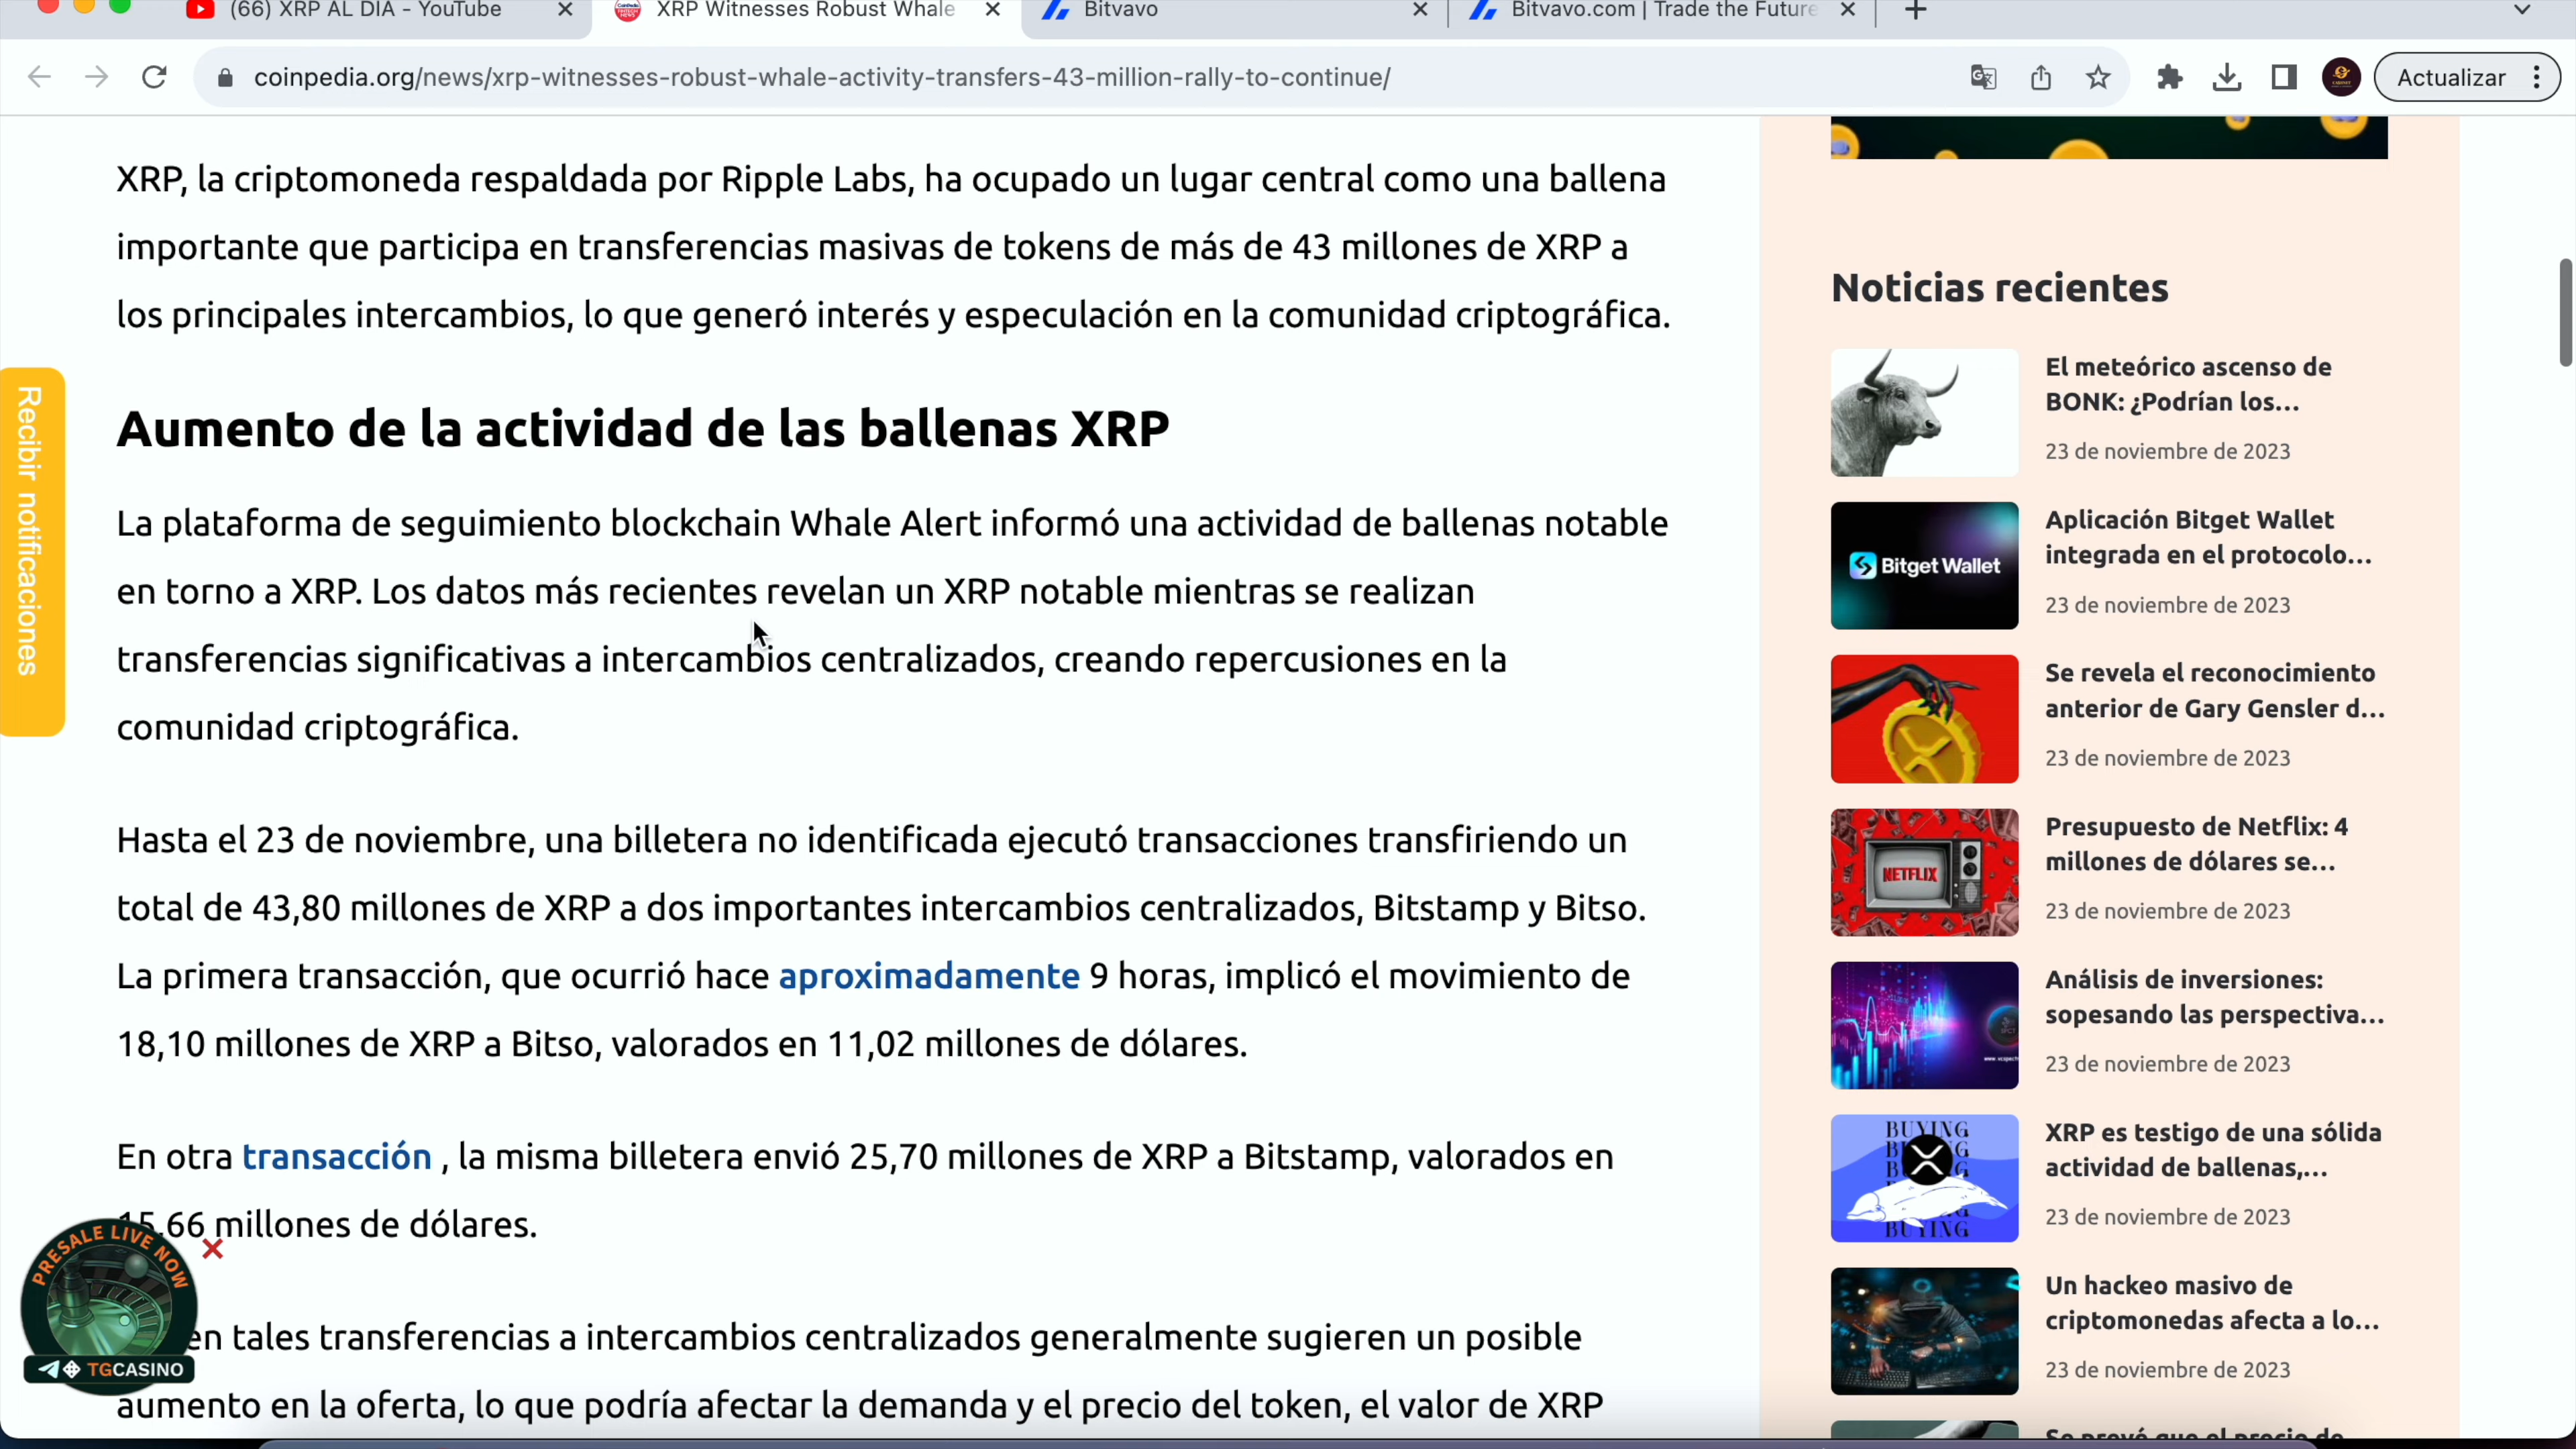 (66) XRP AL DIA - YouTube
XRP Witnesses Robust Whale
Bitvavo
Bitvavo.com | Trade the Future
coinpedia.org/news/xrp-witnesses-robust-whale-activity-transfers-43-million-rally-to-continue/
Actualizar
XRP, la criptomoneda respaldada por Ripple Labs, ha ocupado un lugar central como una ballena
importante que participa en transferencias masivas de tokens de más de 43 millones de XRP a
los principales intercambios, lo que generó interés y especulación en la comunidad criptográfica.
Aumento de la actividad de las ballenas XRP
La plataforma de seguimiento blockchain Whale Alert informó una actividad de ballenas notable
en torno a XRP. Los datos más recientes revelan un XRP notable mientras se realizan
transferencias significativas a intercambios centralizados, creando repercusiones en la
comunidad criptográfica.
Hasta el 23 de noviembre, una billetera no identificada ejecutó transacciones transfiriendo un
total de 43,80 millones de XRP a dos importantes intercambios centralizados, Bitstamp y Bitso.
La primera transacción, que ocurrió hace aproximadamente 9 horas, implicó el movimiento de
18,10 millones de XRP a Bitso, valorados en 11,02 millones de dólares.
En otra transacción , la misma billetera envió 25,70 millones de XRP a Bitstamp, valorados en
15,66 millones de dólares.
en tales transferencias a intercambios centralizados generalmente sugieren un posible
aumento en la oferta, lo que podría afectar la demanda y el precio del token, el valor de XRP
Recibir notificaciones
PRESALE LIVE NOW
TGCASINO
Noticias recientes
El meteórico ascenso de
BONK: ¿Podrían los...
23 de noviembre de 2023
Bitget Wallet
Aplicación Bitget Wallet
integrada en el protocolo...
23 de noviembre de 2023
Se revela el reconocimiento
anterior de Gary Gensler d...
23 de noviembre de 2023
NETFLIX
Presupuesto de Netflix: 4
millones de dólares se...
23 de noviembre de 2023
Análisis de inversiones:
sopesando las perspectiva...
23 de noviembre de 2023
BUYING
BUYING
XRP es testigo de una sólida
actividad de ballenas,...
23 de noviembre de 2023
Un hackeo masivo de
criptomonedas afecta a lo...
23 de noviembre de 2023
Se prevé que el precio de